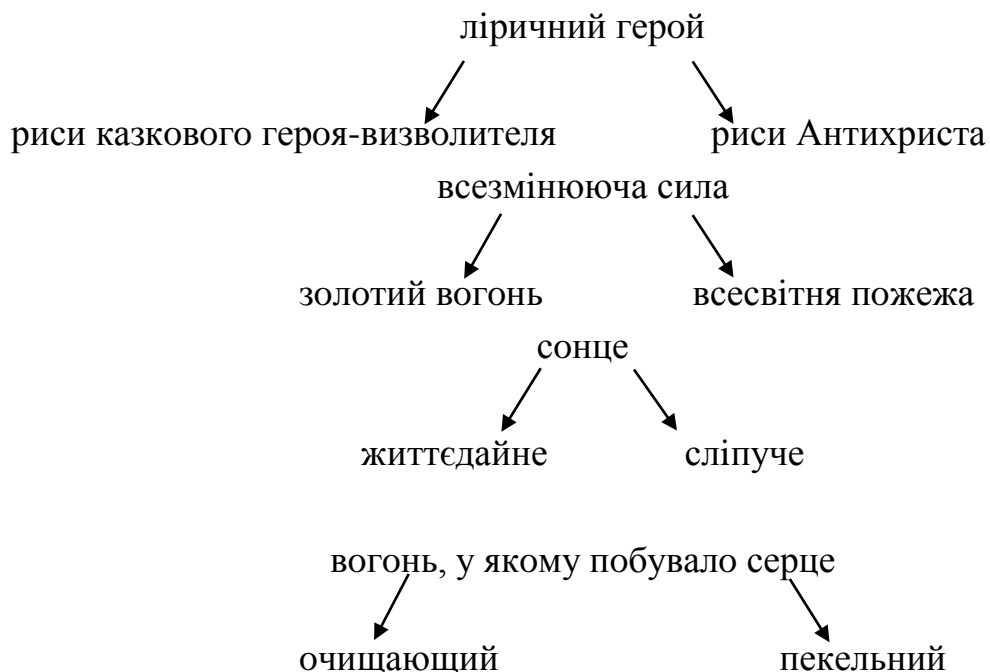 ліричний герой
риси казкового героя-визволителя риси Антихриста
всезмінююча сила
золотий вогонь всесвітня пожежа
сонце
життєдайне сліпуче
вогонь, у якому побувало серце
очищающий пекельний